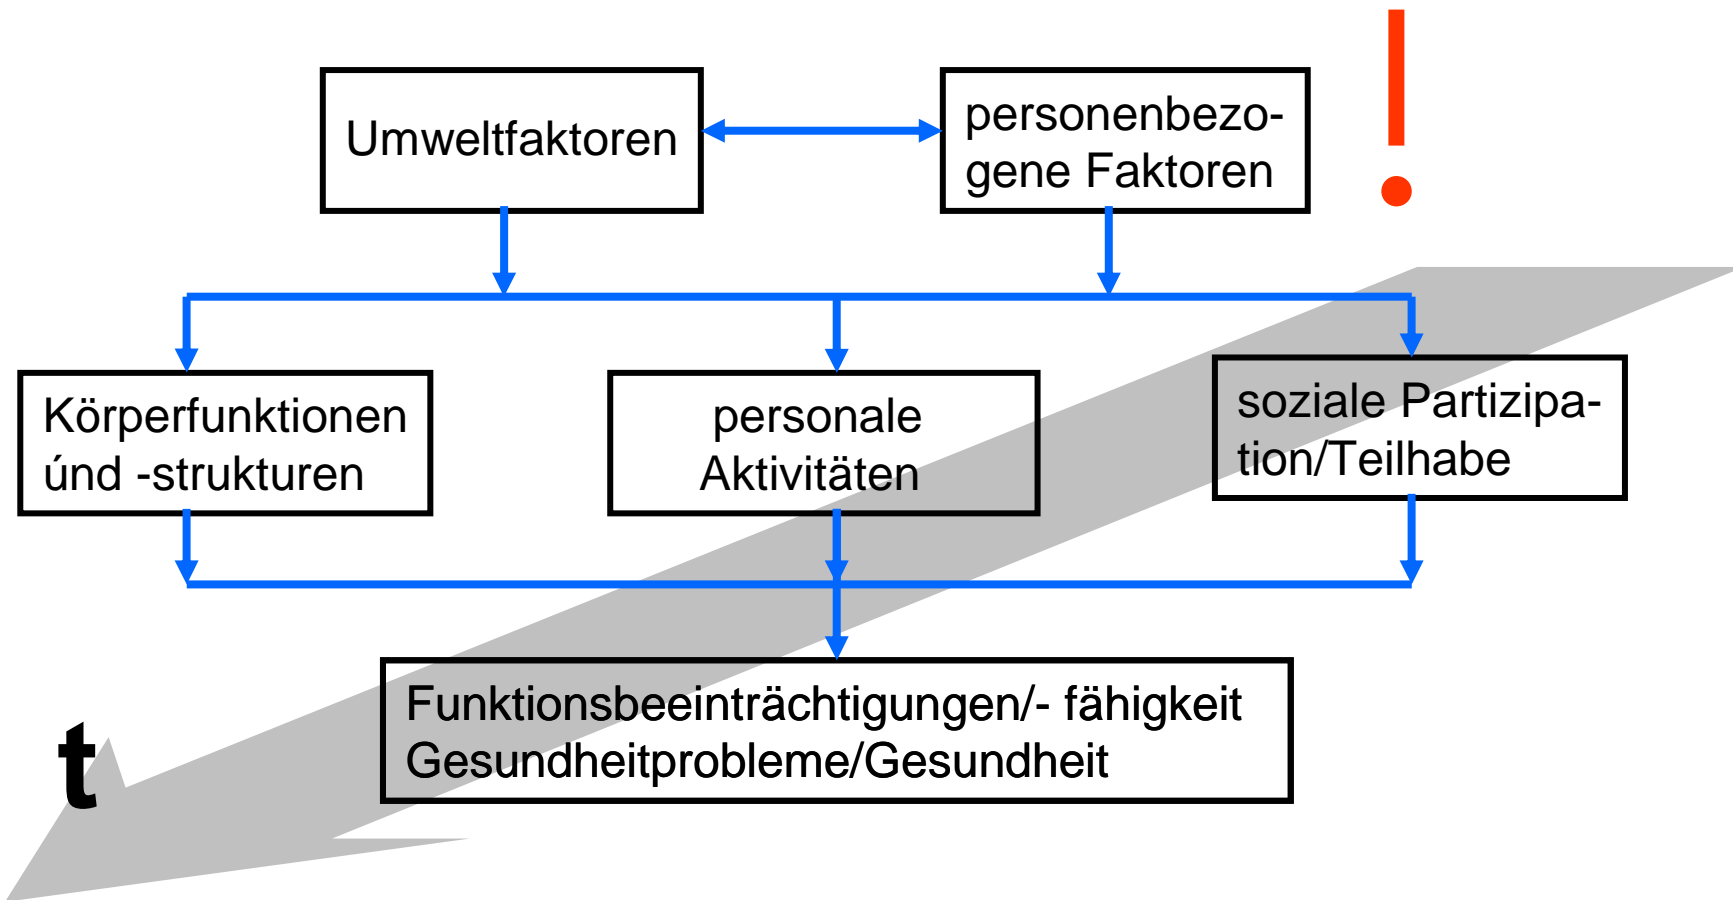 !
Umweltfaktoren
personenbezo-
gene Faktoren
Körperfunktionen
únd -strukturen
personale
Aktivitäten
soziale Partizipa-
tion/Teilhabe
Funktionsbeeinträchtigungen/- fähigkeit
Gesundheitprobleme/Gesundheit
t